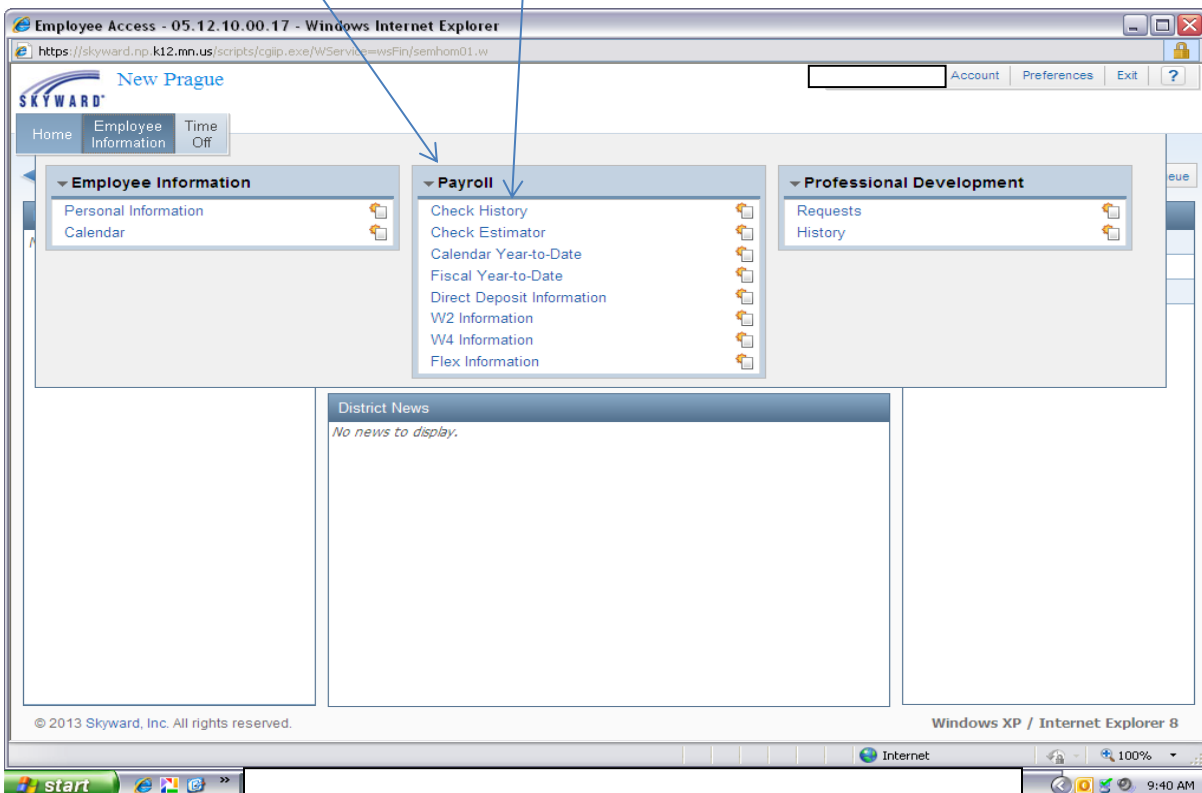 Employee Access - 05.12.10.00.17 - Windows Internet Explorer
https://skyward.np.k12.mn.us/scripts/cgiip.exe/WService=wsFin/semhom01.w
SKYWARD
New Prague
Account Preferences Exit ?
Home
Employee Information
Time Off
Employee Information
Personal Information
Calendar
Payroll
Check History
Check Estimator
Calendar Year-to-Date
Fiscal Year-to-Date
Direct Deposit Information
W2 Information
W4 Information
Flex Information
Professional Development
Requests
History
eue
District News
No news to display.
© 2013 Skyward, Inc. All rights reserved.
Windows XP / Internet Explorer 8
Internet
100%
start
»
9:40 AM